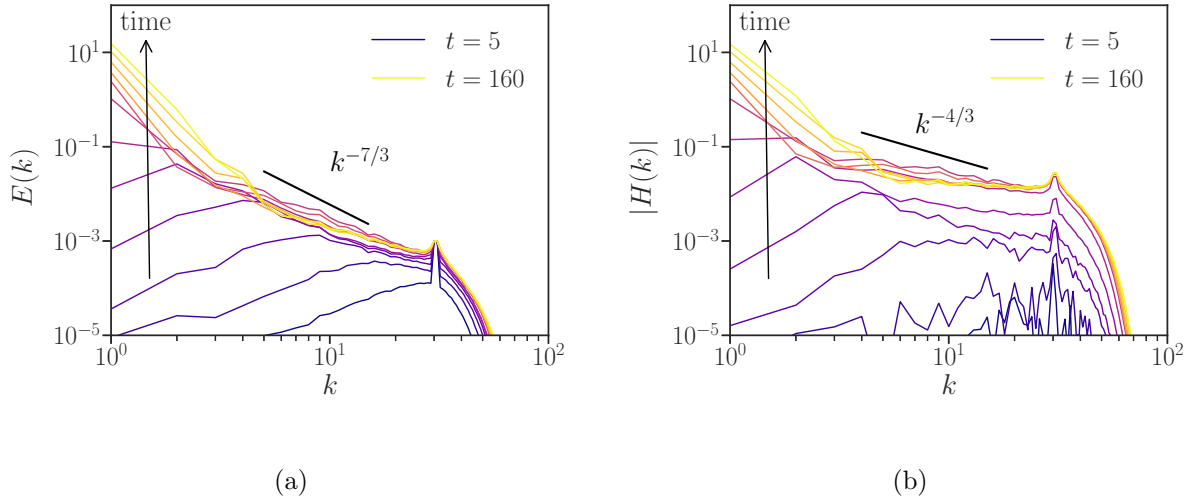 time
t = 5
t = 160
k^{-7/3}
E(k)
10^1
10^{-1}
10^{-3}
10^{-5}
10^0
10^1
10^2
k
(a)
time
t = 5
t = 160
k^{-4/3}
|H(k)|
10^1
10^{-1}
10^{-3}
10^{-5}
10^0
10^1
10^2
k
(b)